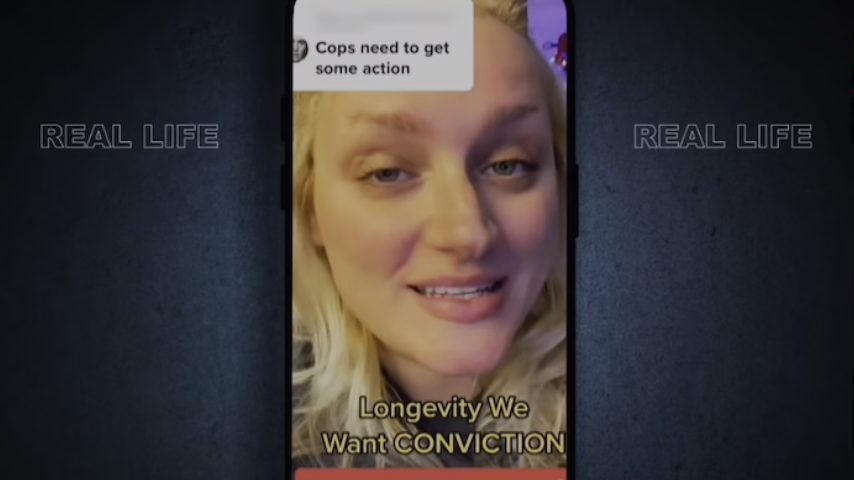 Cops need to get
some action
REAL LIFE
REAL LIFE
Longevity We
Want CONVICTION